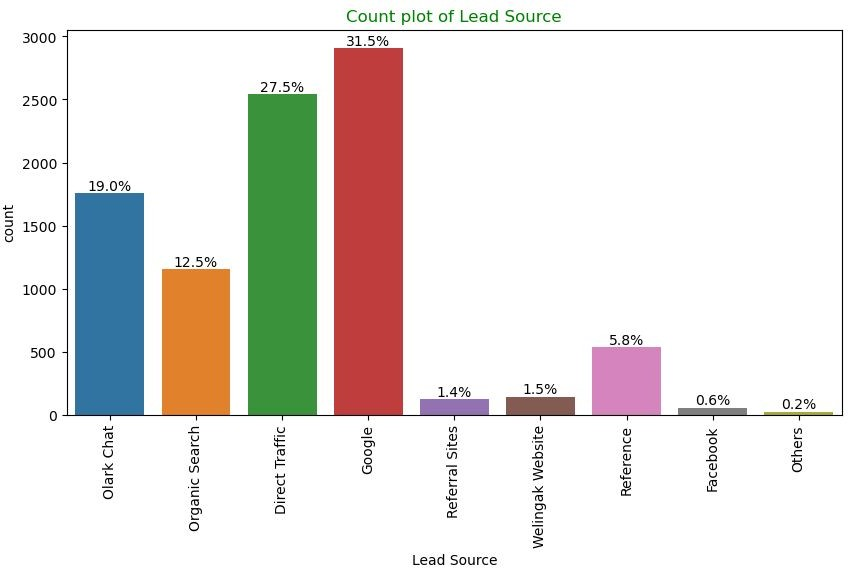 Count plot of Lead Source
count
3000
2500
2000
1500
1000
500
0
19.0%
12.5%
27.5%
31.5%
1.4%
1.5%
5.8%
0.6%
0.2%
Olark Chat
Organic Search
Direct Traffic
Google
Referral Sites
Welingak Website
Reference
Facebook
Others
Lead Source